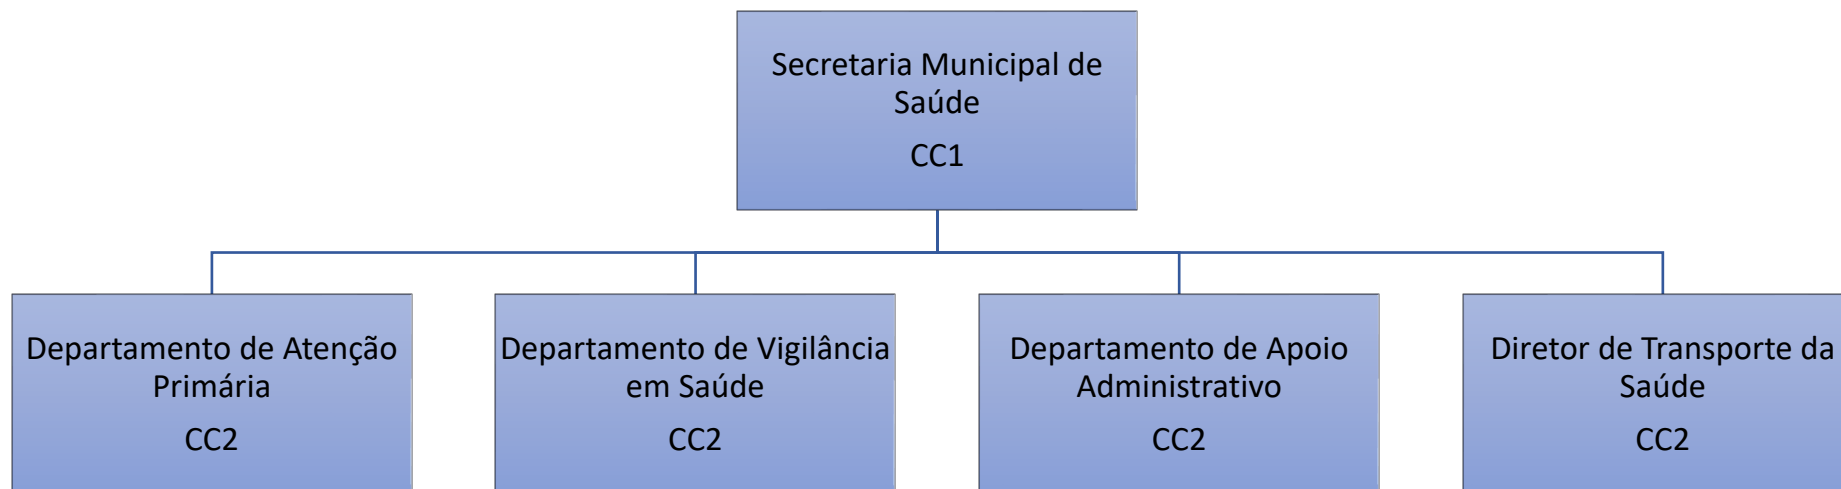 Secretaria Municipal de
Saúde
CC1
Departamento de Atenção
Primária
CC2
Departamento de Vigilância
em Saúde
CC2
Departamento de Apoio
Administrativo
CC2
Diretor de Transporte da
Saúde
CC2